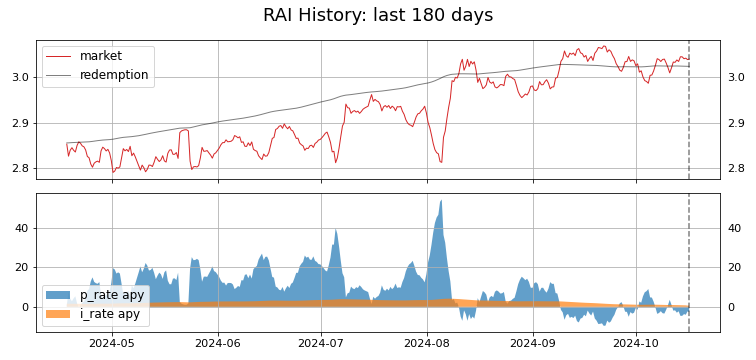 RAI History: last 180 days
market
redemption
3.0
2.9
2.8
3.0
2.9
2.8
40
20
0
40
20
0
p_rate apy
i_rate apy
2024-05 2024-06 2024-07 2024-08 2024-09 2024-10